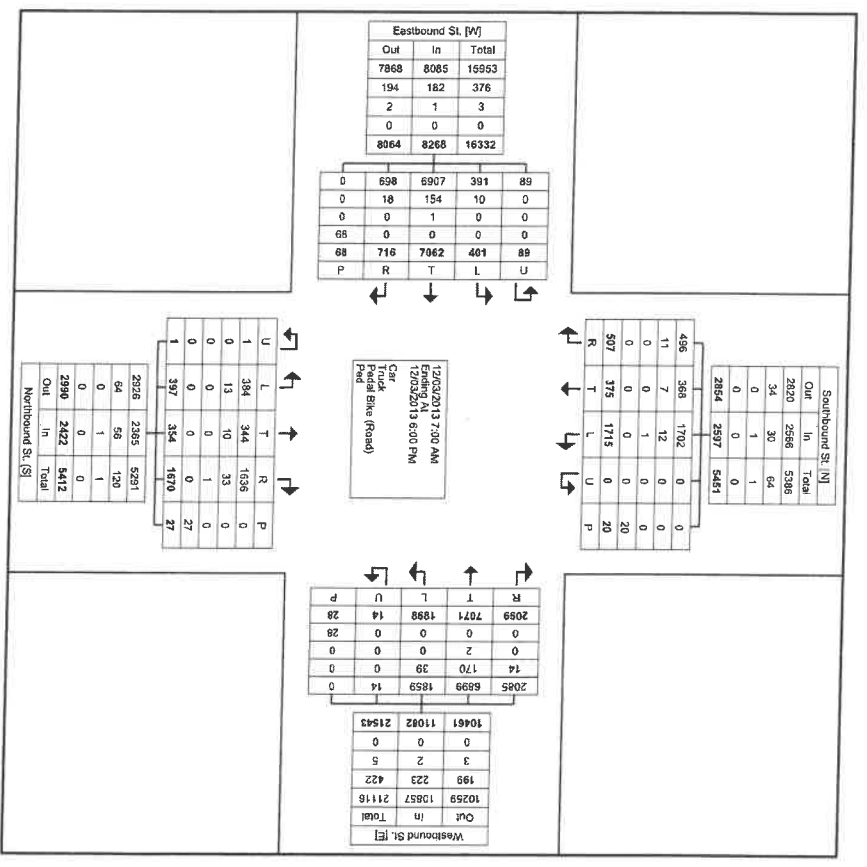 Eastbound St. [W]
Out In Total
7868 8085 15953
194 182 376
2 1 3
0 0 0
8064 8268 16332
0 698 6907 391 89
0 18 154 10 0
0 0 1 0 0
68 0 0 0 0
68 716 7062 401 89
P R T L U
Southbound St. [N]
Out In Total
2820 2566 5386
34 30 64
0 1 1
0 0 0
2854 2597 5451
496 368 1702 0 0
11 7 12 0 0
0 0 1 0 0
0 0 0 0 20
507 375 1715 0 20
R T L U P
12/03/2013 7:00 AM
Ending At
12/03/2013 6:00 PM
Car
Truck
Pedal Bike (Road)
Ped
U L T R P
1 384 344 1636 0
0 13 10 33 0
0 0 0 1 0
0 0 0 0 27
1 397 354 1670 27
2926 2365 5291
64 56 120
0 1 1
0 0 0
2990 2422 5412
Out In Total
Northbound St. [S]
Westbound St. [E]
Out In Total
10259 10857 21116
199 223 422
3 2 5
0 0 0
10461 11082 21543
2085 6899 1859 14 0
14 170 39 0 0
0 2 0 0 0
0 0 0 0 28
2099 7071 1898 14 28
R T L U P